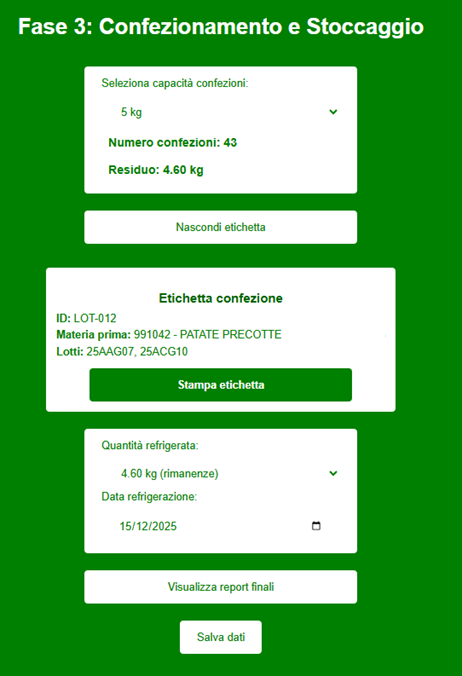 Fase 3: Confezionamento e Stoccaggio
Seleziona capacità confezioni:
5 kg
Numero confezioni: 43
Residuo: 4.60 kg
Nascondi etichetta
Etichetta confezione
ID: LOT-012
Materia prima: 991042 - PATATE PRECOTTE
Lotti: 25AAG07, 25ACG10
Stampa etichetta
Quantità refrigerata:
4.60 kg (rimanenze)
Data refrigerazione:
15/12/2025
Visualizza report finali
Salva dati